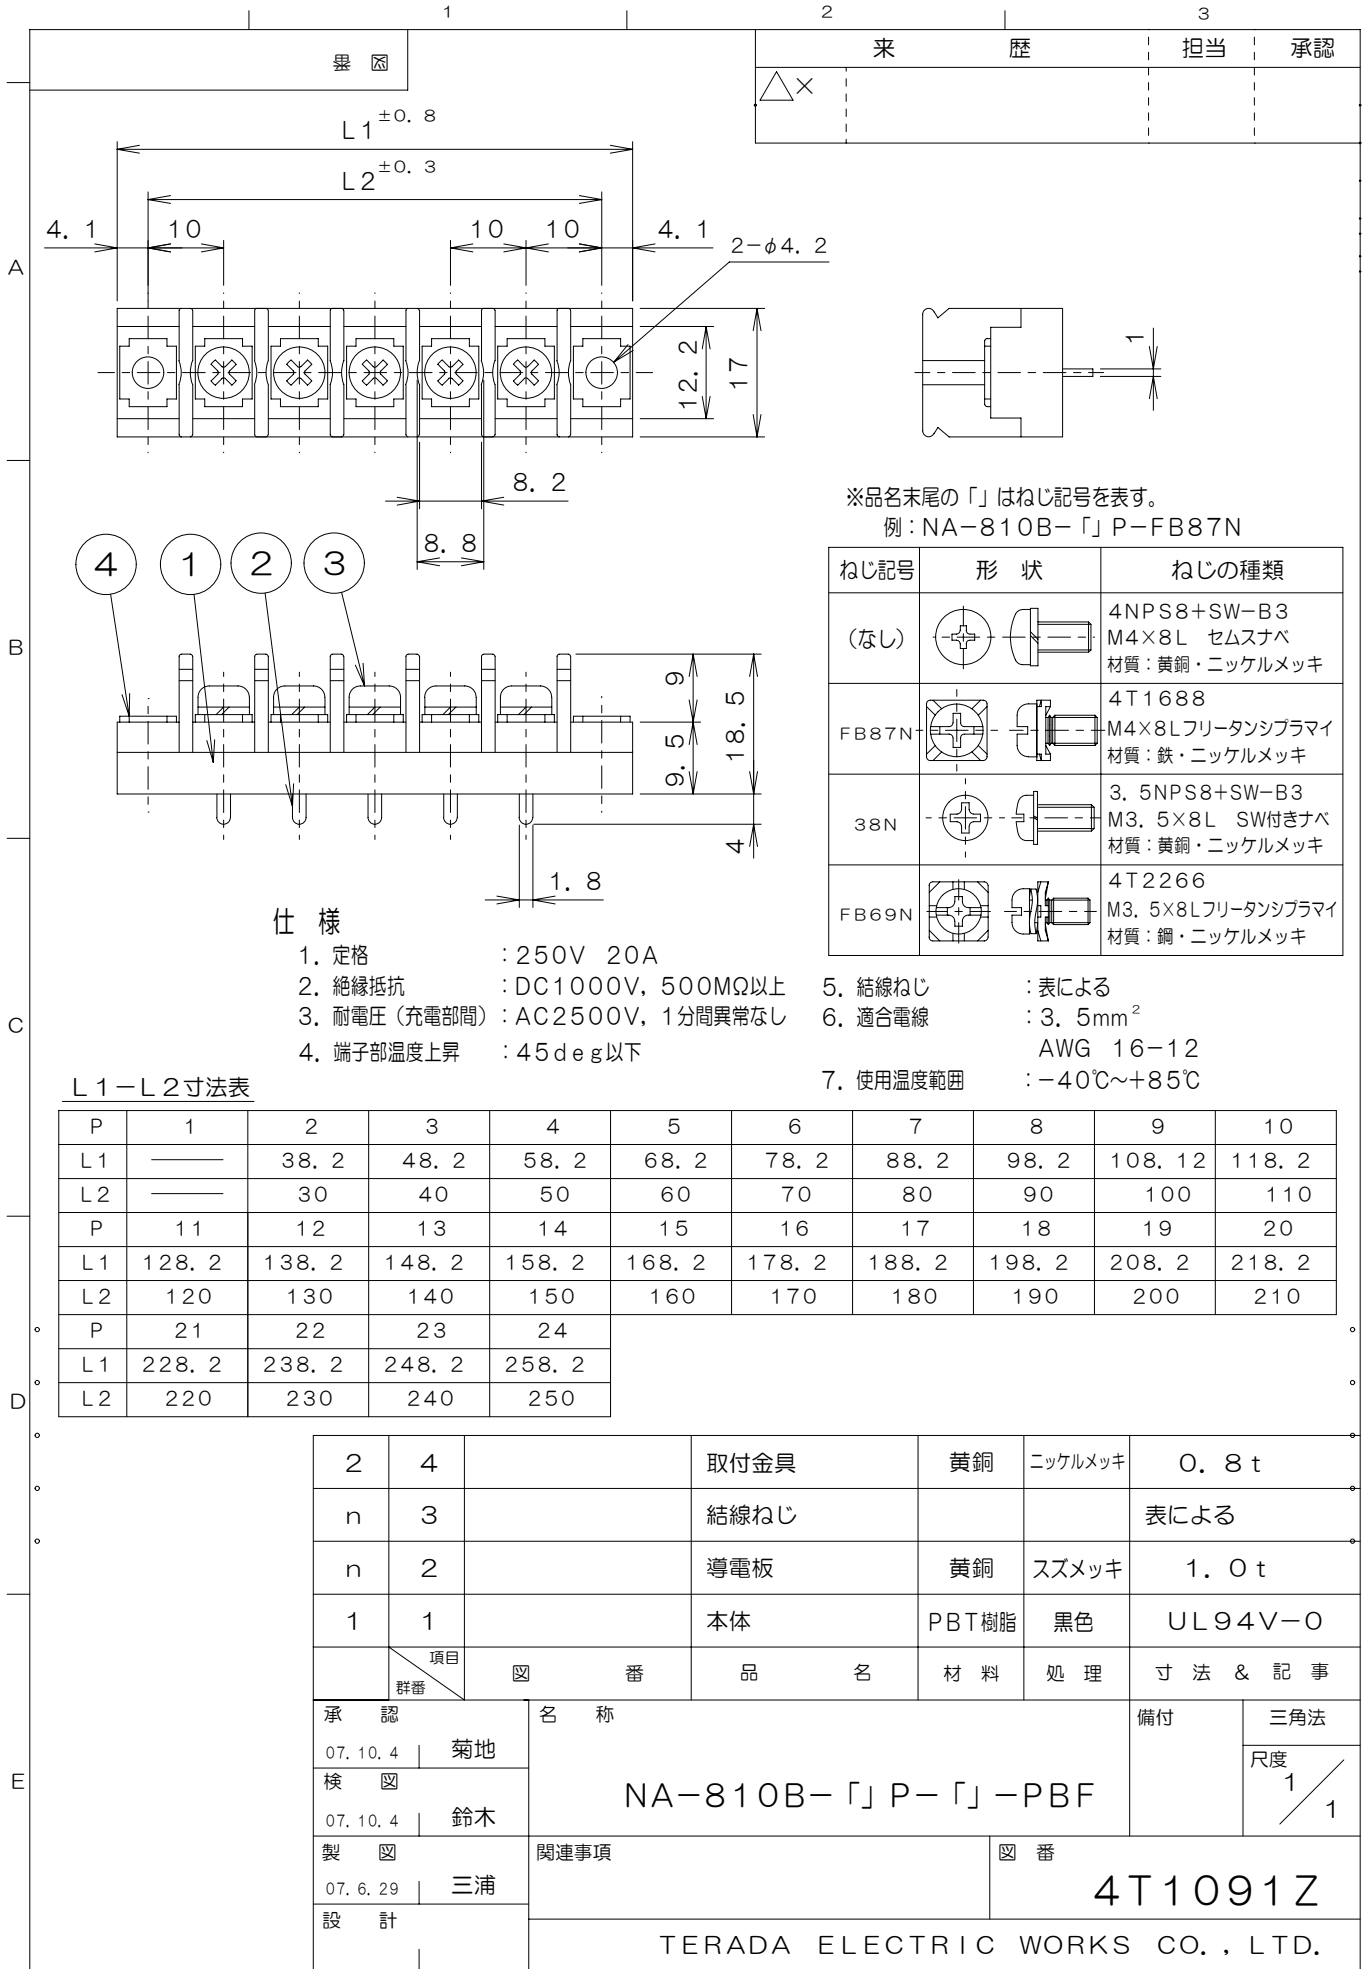 1 2 3
図番
来 歴 担当 承認
△×
L1±0.8
L2±0.3
4.1 10 10 10 4.1
2-φ4.2
A
12.2
17
1
8.2
8.8
※品名末尾の「」はねじ記号を表す。
例：NA-810B-「」P-FB87N
ねじ記号 形 状 ねじの種類
(なし) 4NPS8+SW-B3
M4×8L セムスナベ
材質：黄銅・ニッケルメッキ
FB87N 4T1688
M4×8Lフリータンシプラマイ
材質：鉄・ニッケルメッキ
38N 3.5NPS8+SW-B3
M3.5×8L SW付きナベ
材質：黄銅・ニッケルメッキ
FB69N 4T2266
M3.5×8Lフリータンシプラマイ
材質：鋼・ニッケルメッキ
4 1 2 3
B
9
9.5
18.5
4
1.8
仕 様
1. 定格 ：250V 20A
2. 絶縁抵抗 ：DC1000V, 500MΩ以上
3. 耐電圧（充電部間）：AC2500V, 1分間異常なし
4. 端子部温度上昇 ：45deg以下
5. 結線ねじ ：表による
6. 適合電線 ：3.5mm²
AWG 16-12
7. 使用温度範囲 ：-40℃～+85℃
C
L1-L2寸法表
P 1 2 3 4 5 6 7 8 9 10
L1 ── 38.2 48.2 58.2 68.2 78.2 88.2 98.2 108.12 118.2
L2 ── 30 40 50 60 70 80 90 100 110
P 11 12 13 14 15 16 17 18 19 20
L1 128.2 138.2 148.2 158.2 168.2 178.2 188.2 198.2 208.2 218.2
L2 120 130 140 150 160 170 180 190 200 210
P 21 22 23 24
L1 228.2 238.2 248.2 258.2
L2 220 230 240 250
D
2 4 取付金具 黄銅 ニッケルメッキ 0.8t
n 3 結線ねじ 表による
n 2 導電板 黄銅 スズメッキ 1.0t
1 1 本体 PBT樹脂 黒色 UL94V-0
項目
群番
図 番 品 名 材 料 処 理 寸 法 & 記 事
承 認
07.10.4 菊地
検 図
07.10.4 鈴木
製 図
07.6.29 三浦
設 計
E
名 称
NA-810B-「」P-「」-PBF
備付
三角法
尺度
1/1
関連事項
図 番
4T1091Z
TERADA ELECTRIC WORKS CO., LTD.